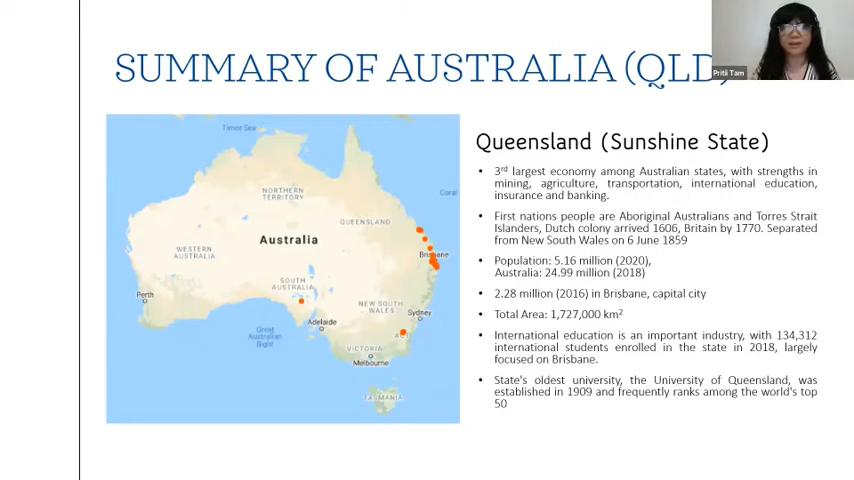 SUMMARY OF AUSTRALIA (QLD)
Pritii Tam
Timor Sea
Coral
NORTHERN
TERRITORY
QUEENSLAND
Australia
WESTERN
AUSTRALIA
Brisbane
SOUTH
AUSTRALIA
Perth
NEW SOUTH
WALES
Sydney
Adelaide
Great
Australian
Bight
ACT
VICTORIA
Melbourne
TASMANIA
Queensland (Sunshine State)
• 3rd largest economy among Australian states, with strengths in
mining, agriculture, transportation, international education,
insurance and banking.
• First nations people are Aboriginal Australians and Torres Strait
Islanders, Dutch colony arrived 1606, Britain by 1770. Separated
from New South Wales on 6 June 1859
• Population: 5.16 million (2020),
Australia: 24.99 million (2018)
• 2.28 million (2016) in Brisbane, capital city
• Total Area: 1,727,000 km2
• International education is an important industry, with 134,312
international students enrolled in the state in 2018, largely
focused on Brisbane.
• State's oldest university, the University of Queensland, was
established in 1909 and frequently ranks among the world's top
50